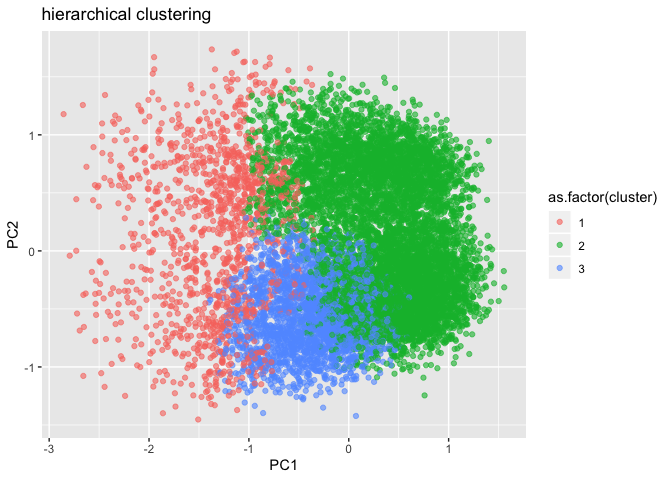 hierarchical clustering
1
0
-1
PC2
-3
-2
-1
0
1
PC1
as.factor(cluster)
1
2
3